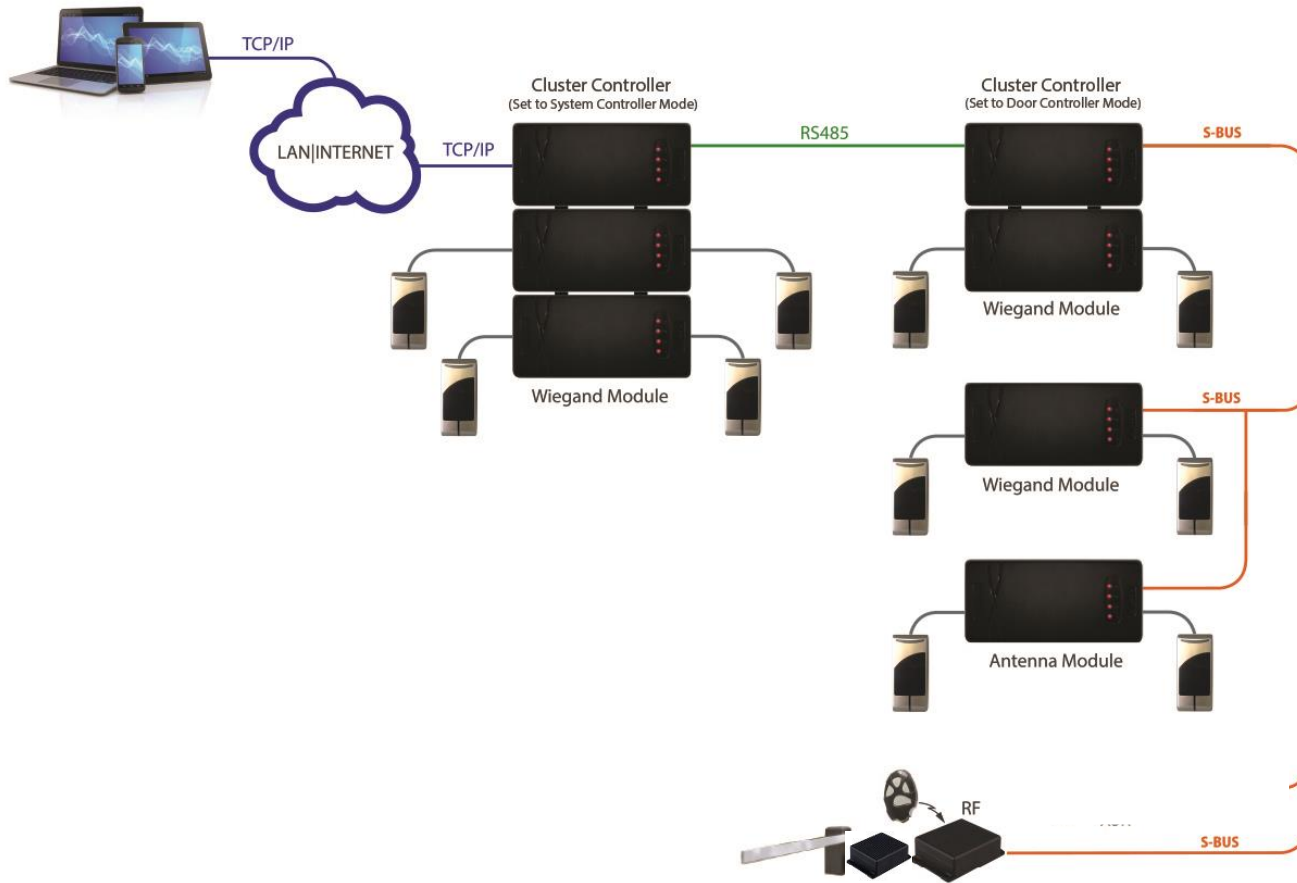 TCP/IP
LAN|INTERNET
TCP/IP
Cluster Controller
(Set to System Controller Mode)
RS485
Cluster Controller
(Set to Door Controller Mode)
S-BUS
Wiegand Module
Wiegand Module
S-BUS
Wiegand Module
Antenna Module
RF
S-BUS